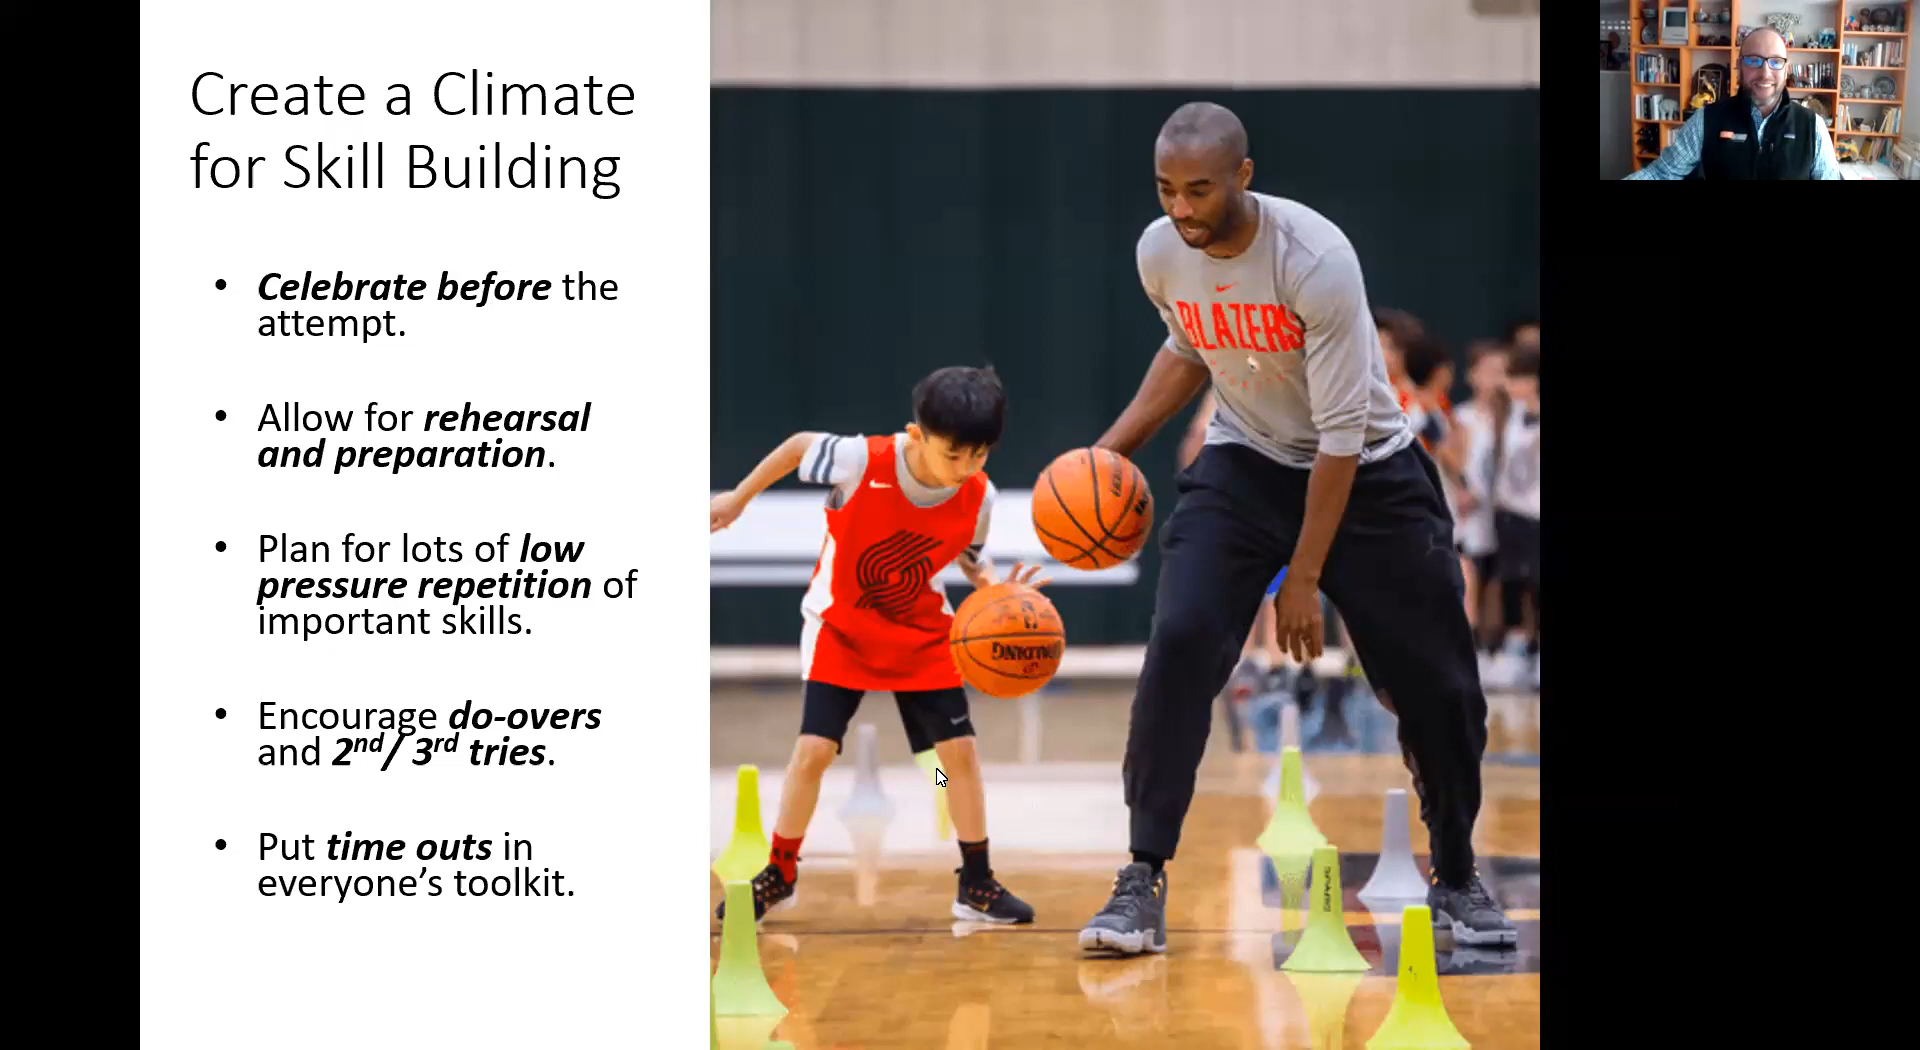 Create a Climate
for Skill Building
• Celebrate before the
attempt.
• Allow for rehearsal
and preparation.
• Plan for lots of low
pressure repetition of
important skills.
• Encourage do-overs
and 2nd/ 3rd tries.
• Put time outs in
everyone’s toolkit.
BLAZERS
SPALDING